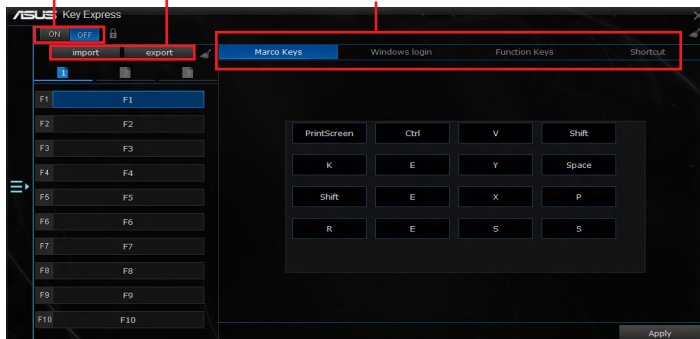 ASUS Key Express
ON OFF
import export
Marco Keys Windows login Function Keys Shortcut
1 2 3
F1 F1
F2 F2
F3 F3
F4 F4
F5 F5
F6 F6
F7 F7
F8 F8
F9 F9
F10 F10
PrintScreen Ctrl V Shift
K E Y Space
Shift E X P
R E S S
Apply